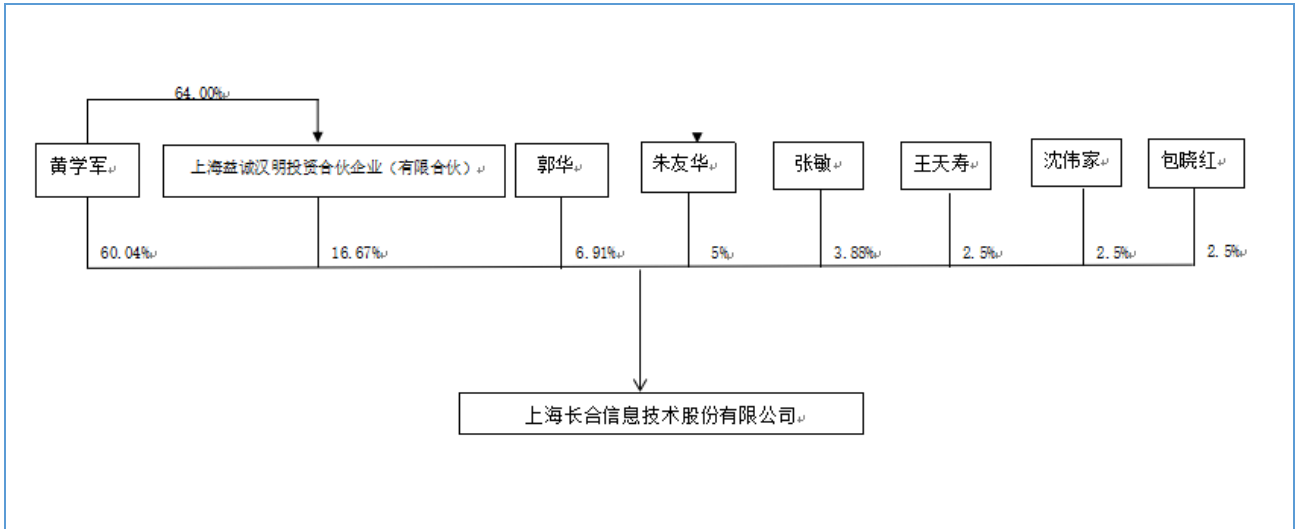 64.00%
黄学军
上海益诚汉明投资合伙企业（有限合伙）
郭华
朱友华
张敏
王天寿
沈伟家
包晓红
60.04%
16.67%
6.91%
5%
3.88%
2.5%
2.5%
2.5%
上海长合信息技术股份有限公司